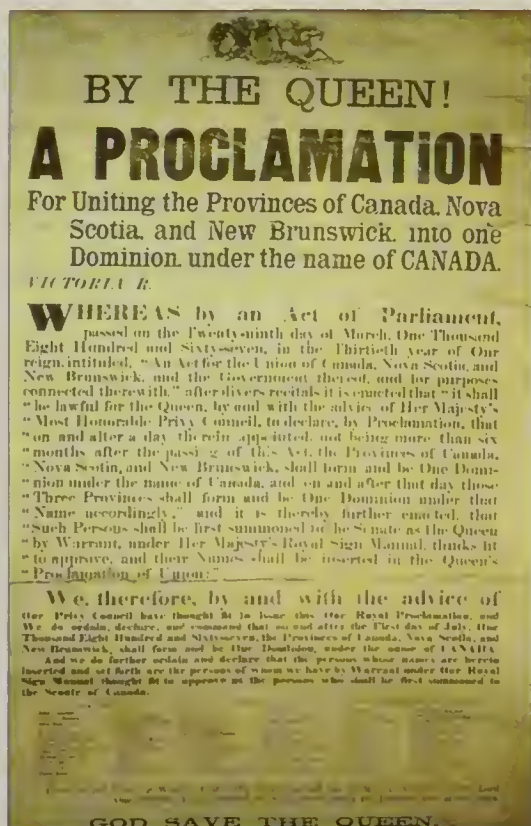 BY THE QUEEN!
A PROCLAMATION
For Uniting the Provinces of Canada, Nova
Scotia, and New Brunswick, into one
Dominion, under the name of CANADA.
VICTORIA R.
WHEREAS by an Act of Parliament,
passed on the Twenty-ninth day of March, One Thousand
Eight Hundred and Sixty-seven, in the Thirtieth year of Our
reign, intituled, "An Act for the Union of Canada, Nova Scotia, and
New Brunswick, and the Government thereof, and for purposes
connected therewith," after divers recitals it is enacted that "it shall
"be lawful for the Queen, by and with the advice of Her Majesty's
"Most Honorable Privy Council, to declare, by Proclamation, that
"on and after a day therein appointed, not being more than six
"months after the passing of this Act, the Provinces of Canada,
"Nova Scotia, and New Brunswick, shall form and be One Domi-
"nion under the name of Canada, and on and after that day those
"Three Provinces shall form and be One Dominion under that
"Name accordingly;" and it is thereby further enacted, that
"Such Persons shall be first summoned to the Senate as the Queen
"by Warrant, under Her Majesty's Royal Sign Manual, thinks fit
"to approve, and their Names shall be inserted in the Queen's
"Proclamation of Union:"
We, therefore, by and with the advice of
Our Privy Council, have thought fit to issue this Our Royal Proclamation, and
We do ordain, declare, and command that on and after the First day of July, One
Thousand Eight Hundred and Sixty-seven, the Provinces of Canada, Nova Scotia, and
New Brunswick, shall form and be One Dominion, under the name of CANADA.
And we do further ordain and declare that the persons whose names are herein
inserted and set forth are the persons of whom we have by Warrant under Our Royal
Sign Manual thought fit to approve as the persons who shall be first summoned to
the Senate of Canada.
GOD SAVE THE QUEEN.